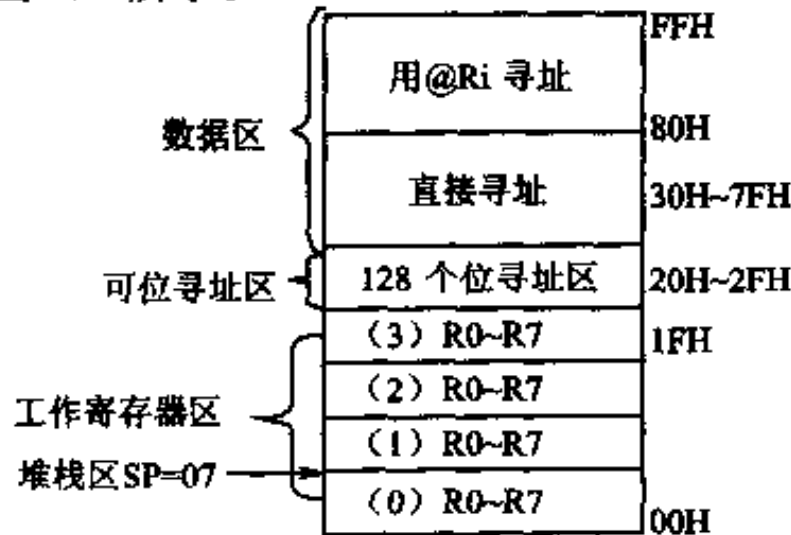 FFH
用@Ri 寻址
数据区
80H
直接寻址
30H~7FH
可位寻址区
128 个位寻址区
20H~2FH
(3) R0~R7
1FH
(2) R0~R7
工作寄存器区
(1) R0~R7
堆栈区SP=07
(0) R0~R7
00H